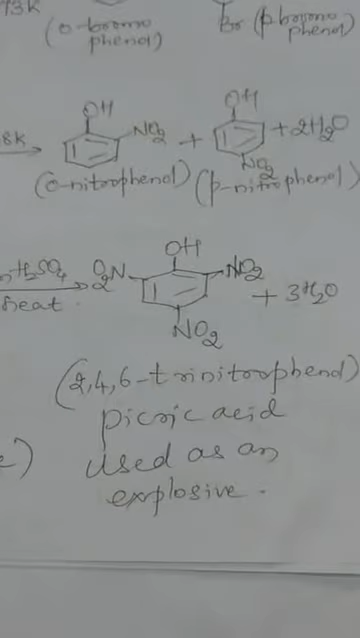 73K
(o-bromo phenol)
Br (p bromo phenol)
8K
OH
NO2
+
OH
NO2
+ 2H2O
(o-nitrophenol) (p-nitrophenol)
n H2SO4
heat
O2N
OH
NO2
NO2
+ 3H2O
(2,4,6-trinitrophenol)
picric acid
used as an
explosive.